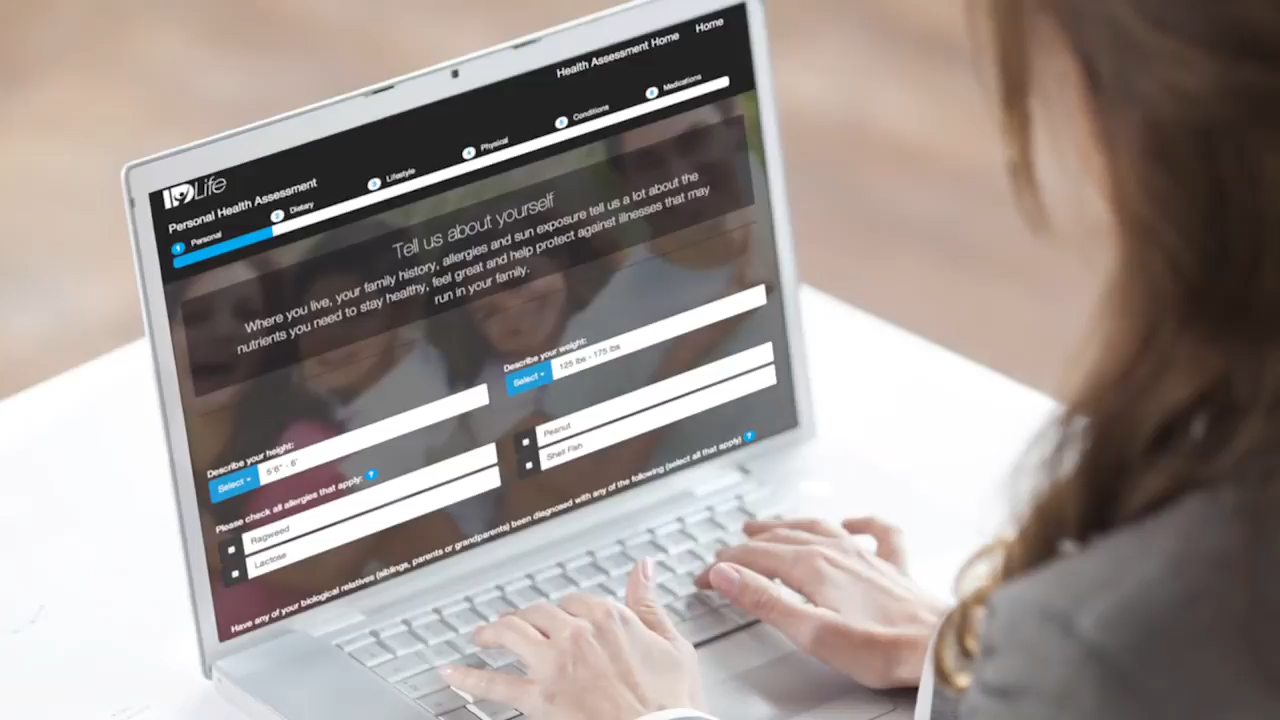 Home
Health Assessment Home
IDLife
Personal Health Assessment
1 Personal
2 Dietary
3 Lifestyle
4 Physical
5 Conditions
6 Medications
Tell us about yourself
Where you live, your family history, allergies and sun exposure tell us a lot about the
nutrients you need to stay healthy, feel great and help protect against illnesses that may
run in your family.
Describe your height:
Select
5'6" - 6'
Describe your weight:
Select
125 lbs - 175 lbs
Please check all allergies that apply: ?
Ragweed
Lactose
Peanut
Shell Fish
Have any of your biological relatives (siblings, parents or grandparents) been diagnosed with any of the following (select all that apply) ?